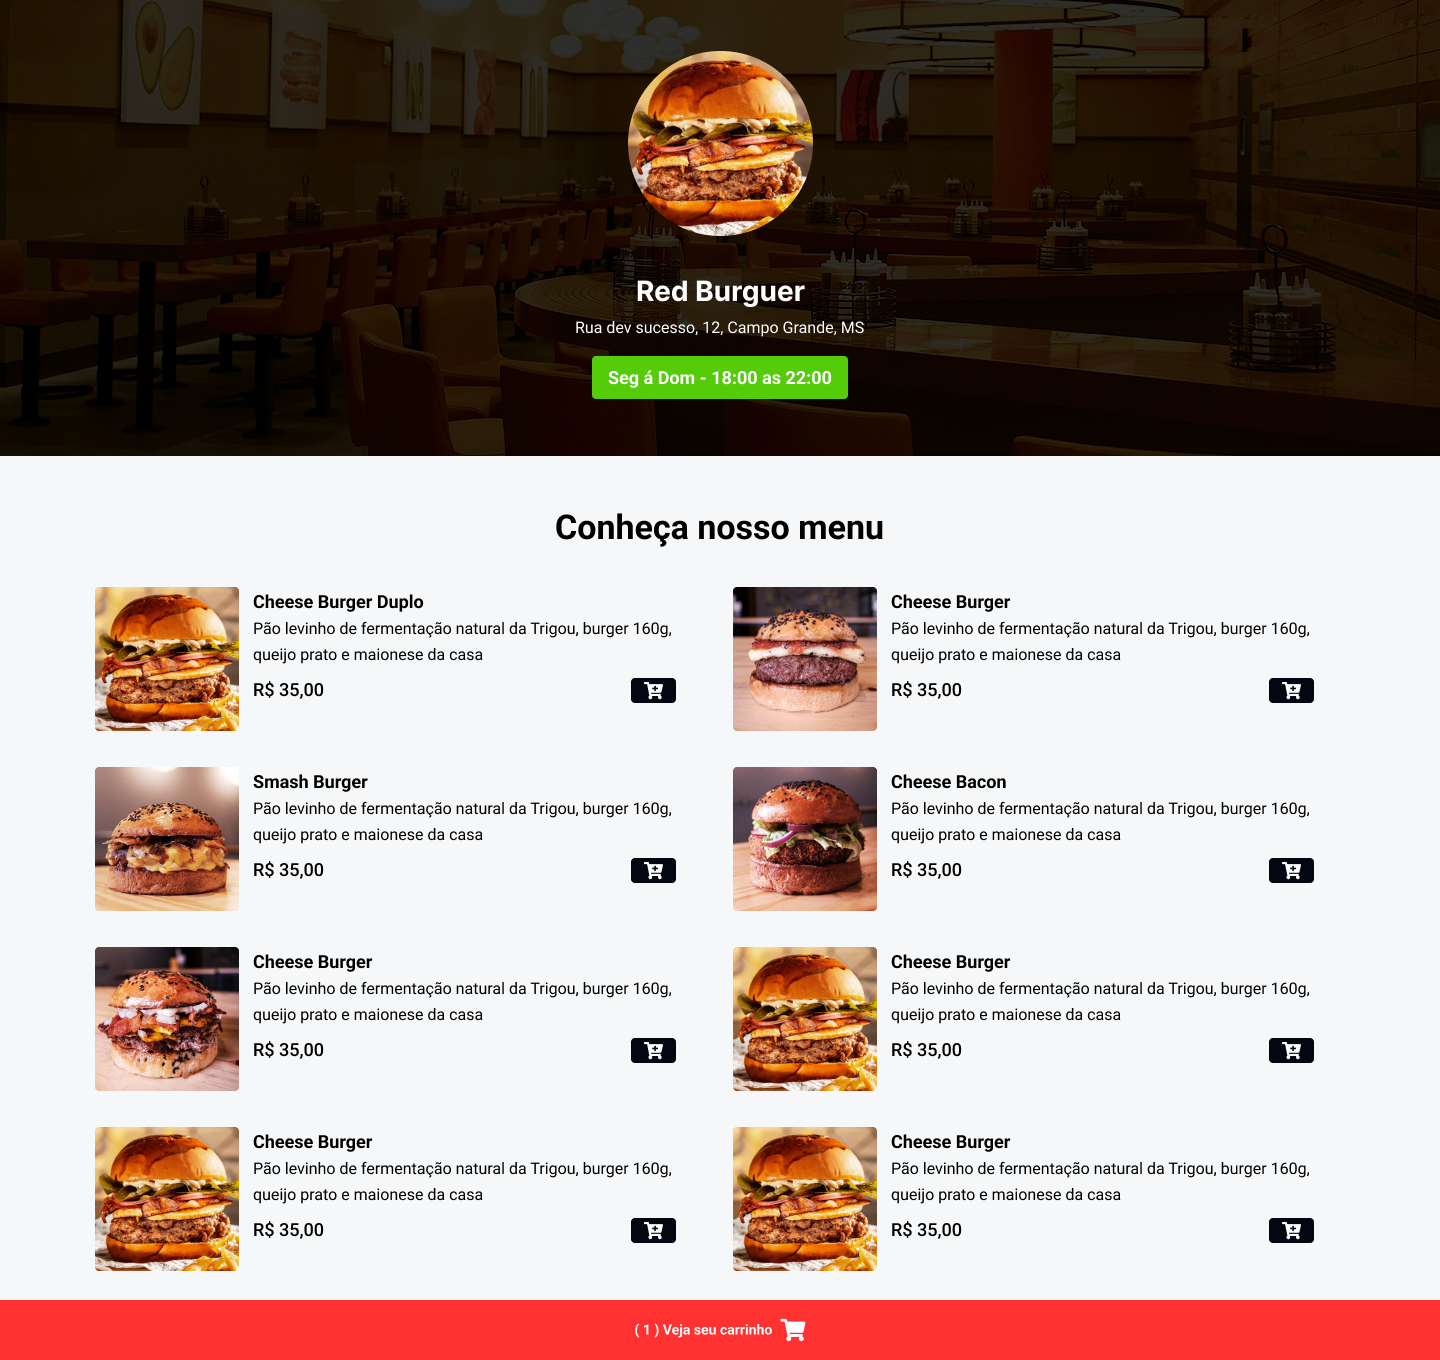 Red Burguer
Rua dev sucesso, 12, Campo Grande, MS
Seg á Dom - 18:00 as 22:00
Conheça nosso menu
Cheese Burger Duplo
Pão levinho de fermentação natural da Trigou, burger 160g,
queijo prato e maionese da casa
R$ 35,00
Cheese Burger
Pão levinho de fermentação natural da Trigou, burger 160g,
queijo prato e maionese da casa
R$ 35,00
Smash Burger
Pão levinho de fermentação natural da Trigou, burger 160g,
queijo prato e maionese da casa
R$ 35,00
Cheese Bacon
Pão levinho de fermentação natural da Trigou, burger 160g,
queijo prato e maionese da casa
R$ 35,00
Cheese Burger
Pão levinho de fermentação natural da Trigou, burger 160g,
queijo prato e maionese da casa
R$ 35,00
Cheese Burger
Pão levinho de fermentação natural da Trigou, burger 160g,
queijo prato e maionese da casa
R$ 35,00
Cheese Burger
Pão levinho de fermentação natural da Trigou, burger 160g,
queijo prato e maionese da casa
R$ 35,00
Cheese Burger
Pão levinho de fermentação natural da Trigou, burger 160g,
queijo prato e maionese da casa
R$ 35,00
( 1 ) Veja seu carrinho